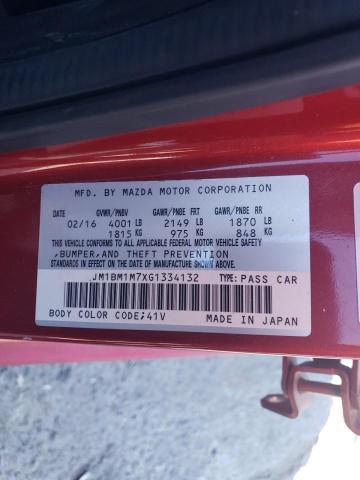 MFD. BY MAZDA MOTOR CORPORATION
GVWR/PNBV GAWR/PNBE FRT GAWR/PNBE RR
02/16 4001 LB 2149 LB 1870 LB
1815 KG 975 KG 848 KG
THIS VEHICLE CONFORMS TO ALL APPLICABLE FEDERAL MOTOR VEHICLE SAFETY
,BUMPER,AND THEFT PREVENTION
STANDARDS IN EFFECT ON THE DATE OF MANUFACTURE SHOWN ABOVE.
JM1BM1M7XG1334132 TYPE: PASS CAR
BODY COLOR CODE;41V MADE IN JAPAN